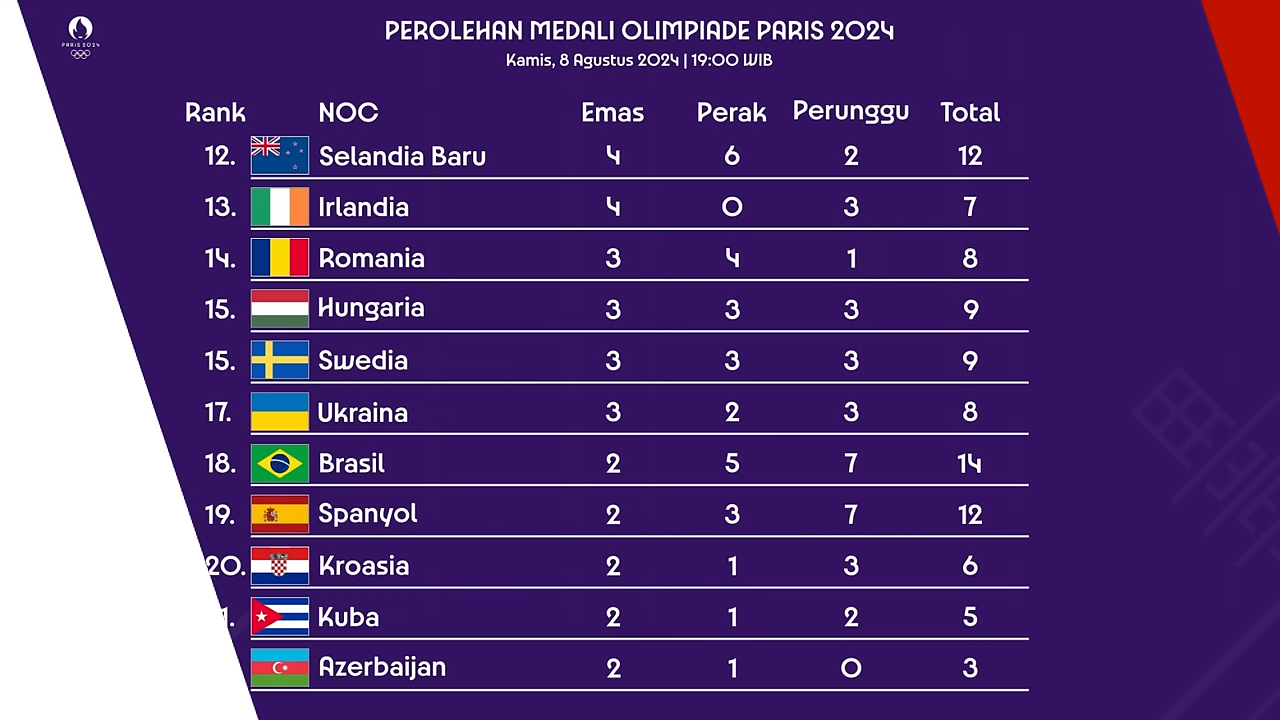 PARIS 2024
PEROLEHAN MEDALI OLIMPIADE PARIS 2024
Kamis, 8 Agustus 2024 | 19:00 WIB
Rank NOC Emas Perak Perunggu Total
12. Selandia Baru 4 6 2 12
13. Irlandia 4 0 3 7
14. Romania 3 4 1 8
15. Hungaria 3 3 3 9
15. Swedia 3 3 3 9
17. Ukraina 3 2 3 8
18. Brasil 2 5 7 14
19. Spanyol 2 3 7 12
20. Kroasia 2 1 3 6
Kuba 2 1 2 5
Azerbaijan 2 1 0 3